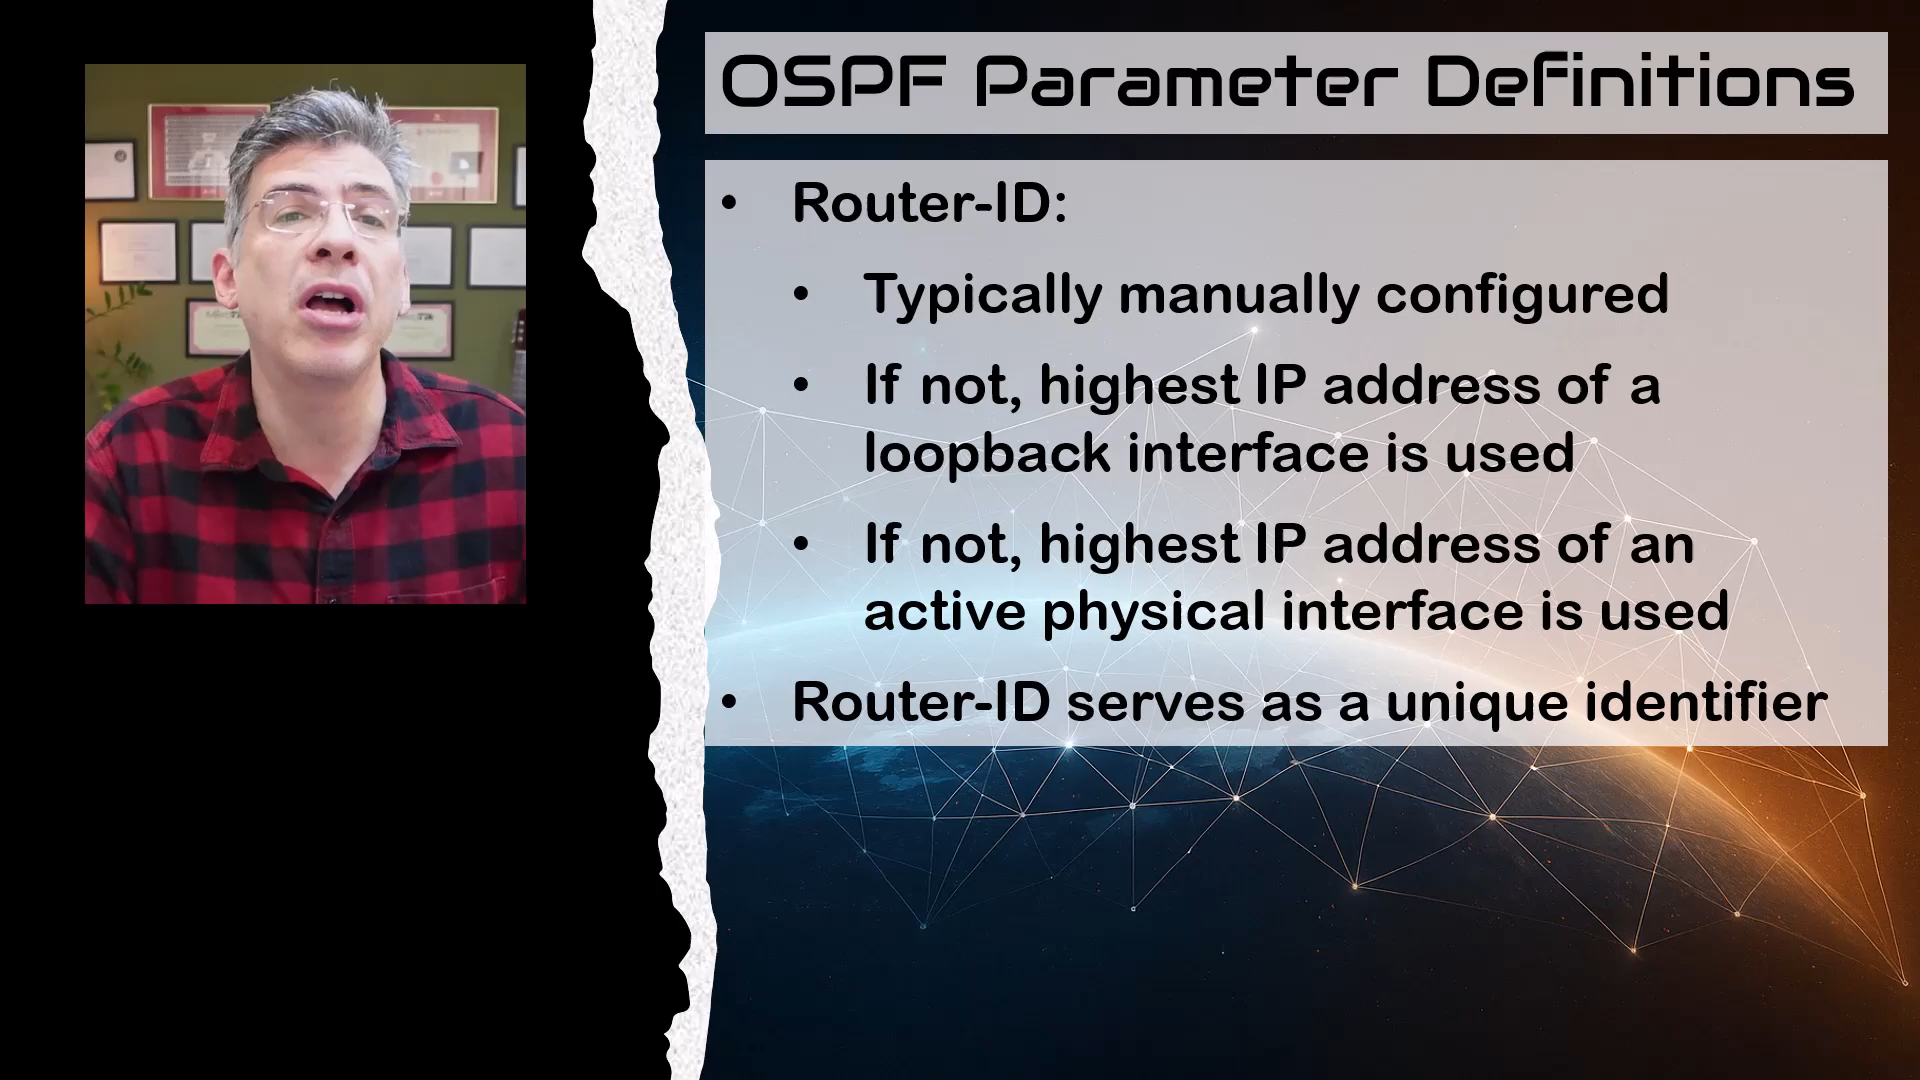 OSPF Parameter Definitions
• Router-ID:
• Typically manually configured
• If not, highest IP address of a
loopback interface is used
• If not, highest IP address of an
active physical interface is used
• Router-ID serves as a unique identifier